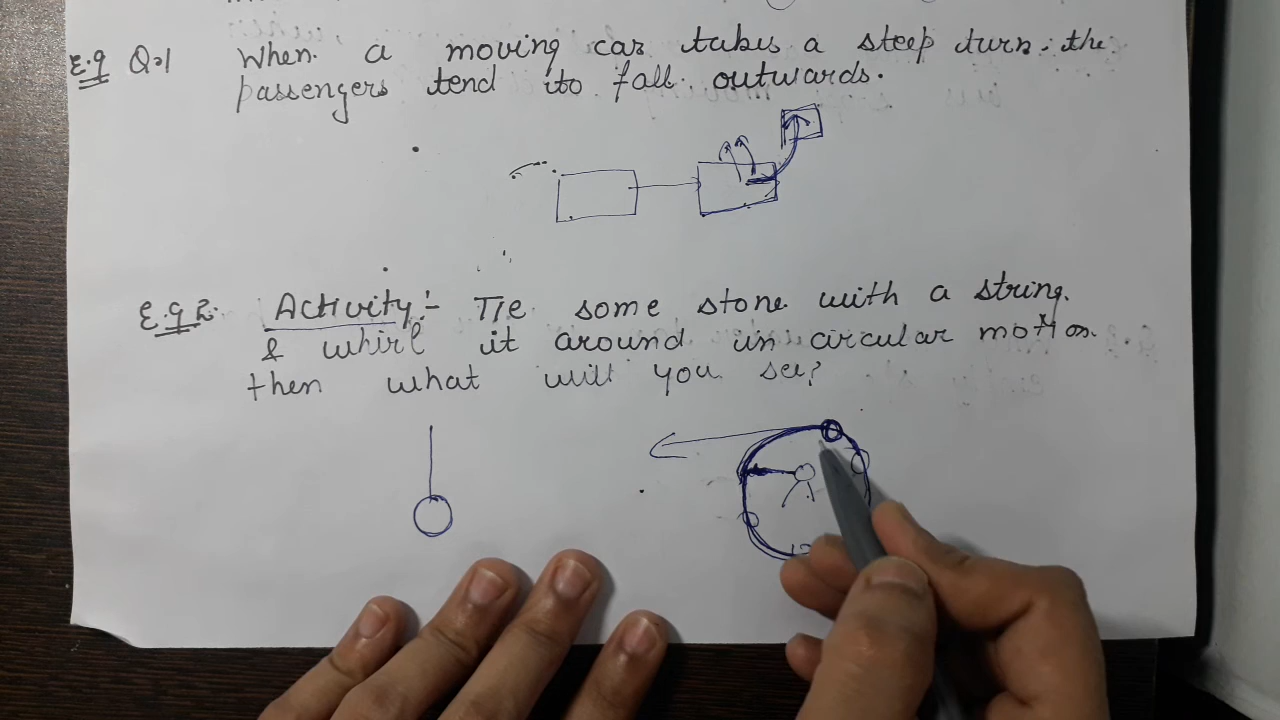 E.g Q.1 When a moving car takes a steep turn. the
passengers tend to fall outwards.
E.g 2. Activity:- Tie some stone with a string.
& whirl it around in circular motion.
then what will you see?